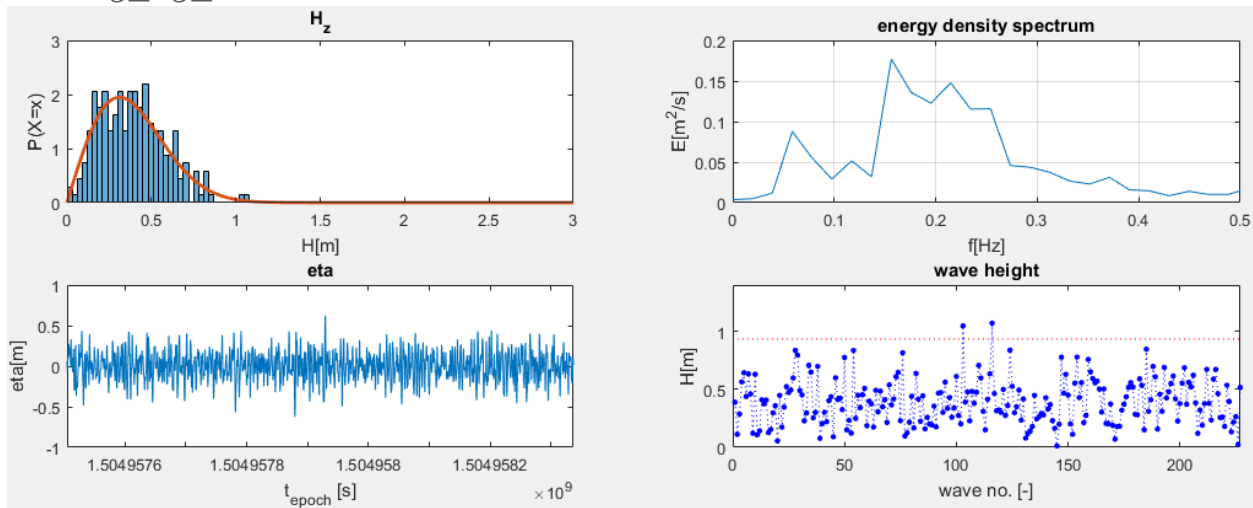 H_z
3
2
1
0
P(X=x)
0 0.5 1 1.5 2 2.5 3
H[m]
energy density spectrum
0.2
0.15
0.1
0.05
0
E[m^2/s]
0 0.1 0.2 0.3 0.4 0.5
f[Hz]
eta
1
0.5
0
-0.5
-1
eta[m]
1.5049576 1.5049578 1.504958 1.5049582
t_epoch [s]
×10^9
wave height
1
0.5
0
H[m]
0 50 100 150 200
wave no. [-]